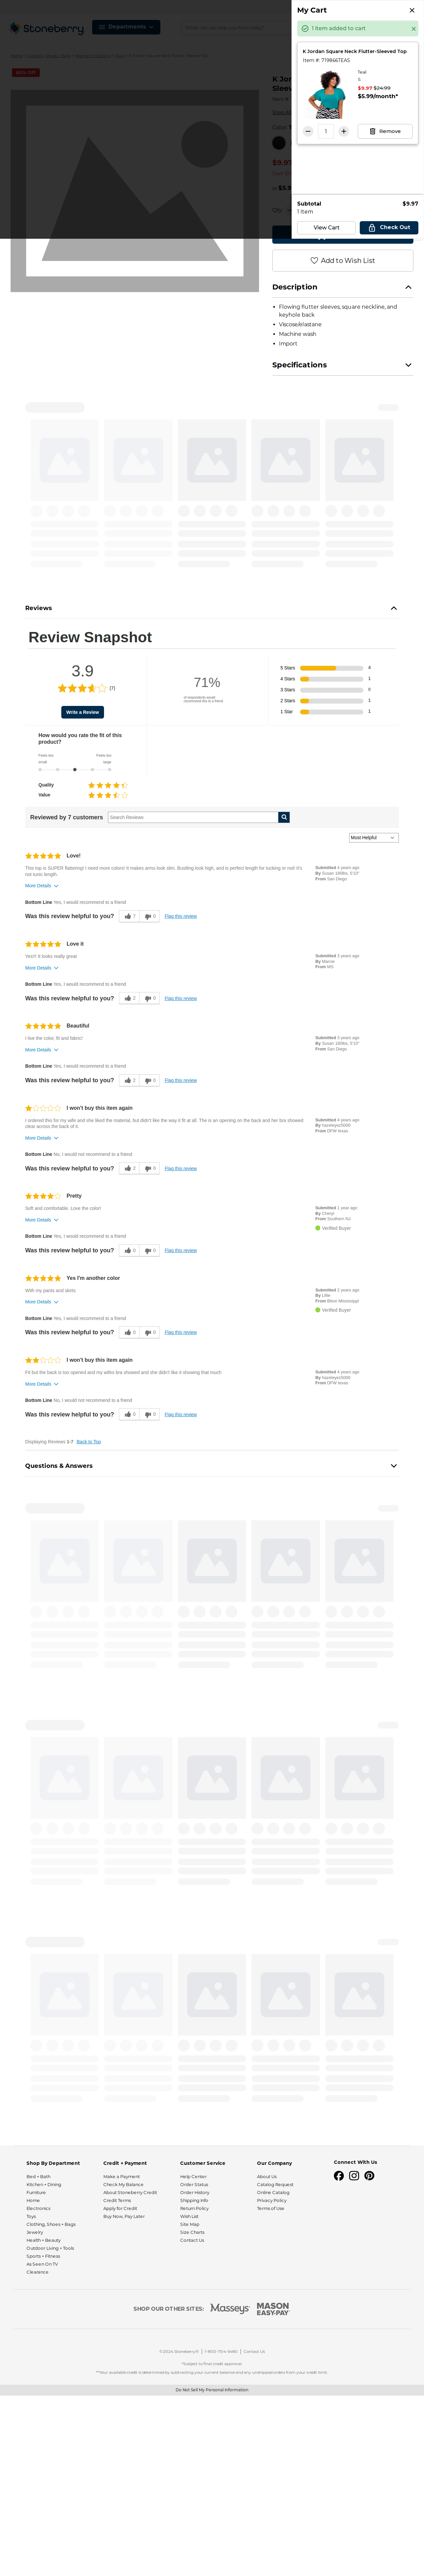 Stoneberry
Departments
My Cart
1 item added to cart
K Jordan Square Neck Flutter-Sleeved Top
Item #: 719866TEAS
Teal
S
$9.97 $24.99
$5.99/month*
1
Remove
Subtotal $9.97
1 Item
View Cart
Check Out
Add to Wish List
Description
Flowing flutter sleeves, square neckline, and keyhole back
Viscose/elastane
Machine wash
Import
Specifications
Reviews
Review Snapshot
3.9
[7]
Write a Review
71%
of respondents would
recommend this to a friend
5 Stars 4
4 Stars 1
3 Stars 0
2 Stars 1
1 Star 1
How would you rate the fit of this product?
Feels too small
Feels too large
Quality
Value
Reviewed by 7 customers
Search Reviews
Most Helpful
Love!
This top is SUPER flattering! I need more colors! It makes arms look slim. Bustling look high, and is perfect length for tucking or not! It's not tunic length.
More Details
Submitted 4 years ago
By Susan 180lbs, 5'10"
From San Diego
Bottom Line Yes, I would recommend to a friend
Was this review helpful to you? 7 0 Flag this review
Love it
Yes!!! It looks really great
More Details
Submitted 3 years ago
By Marcie
From MS
Bottom Line Yes, I would recommend to a friend
Was this review helpful to you? 2 0 Flag this review
Beautiful
I live the color, fit and fabric!
More Details
Submitted 3 years ago
By Susan 180lbs, 5'10"
From San Diego
Bottom Line Yes, I would recommend to a friend
Was this review helpful to you? 2 0 Flag this review
I won't buy this item again
I ordered this for my wife and she liked the material, but didn't like the way it fit at all. The is an opening on the back and her bra showed clear across the back of it.
More Details
Submitted 4 years ago
By hazeleyez5000
From DFW texas
Bottom Line No, I would not recommend to a friend
Was this review helpful to you? 2 0 Flag this review
Pretty
Soft and comfortable. Love the color!
More Details
Submitted 1 year ago
By Cheryl
From Southern NJ
Verified Buyer
Bottom Line Yes, I would recommend to a friend
Was this review helpful to you? 0 0 Flag this review
Yes I'm another color
With my pants and skirts
More Details
Submitted 2 years ago
By Lillie
From Biloxi Mississippi
Verified Buyer
Bottom Line Yes, I would recommend to a friend
Was this review helpful to you? 0 0 Flag this review
I won't buy this item again
Fit but the back is too opened and my wifes bra showed and she didn't like it showing that much
More Details
Submitted 4 years ago
By hazeleyez5000
From DFW texas
Bottom Line No, I would not recommend to a friend
Was this review helpful to you? 0 0 Flag this review
Displaying Reviews 1-7 Back to Top
Questions & Answers
Shop By Department
Bed + Bath
Kitchen + Dining
Furniture
Home
Electronics
Toys
Clothing, Shoes + Bags
Jewelry
Health + Beauty
Outdoor Living + Tools
Sports + Fitness
As Seen On TV
Clearance
Credit + Payment
Make a Payment
Check My Balance
About Stoneberry Credit
Credit Terms
Apply for Credit
Buy Now, Pay Later
Customer Service
Help Center
Order Status
Order History
Shipping Info
Return Policy
Wish List
Site Map
Size Charts
Contact Us
Our Company
About Us
Catalog Request
Online Catalog
Privacy Policy
Terms of Use
Connect With Us
SHOP OUR OTHER SITES: Masseys MASON EASY-PAY
©2024 Stoneberry® | 1-800-704-5480 | Contact Us
*Subject to final credit approval.
**Your available credit is determined by subtracting your current balance and any unshipped orders from your credit limit.
Do Not Sell My Personal Information